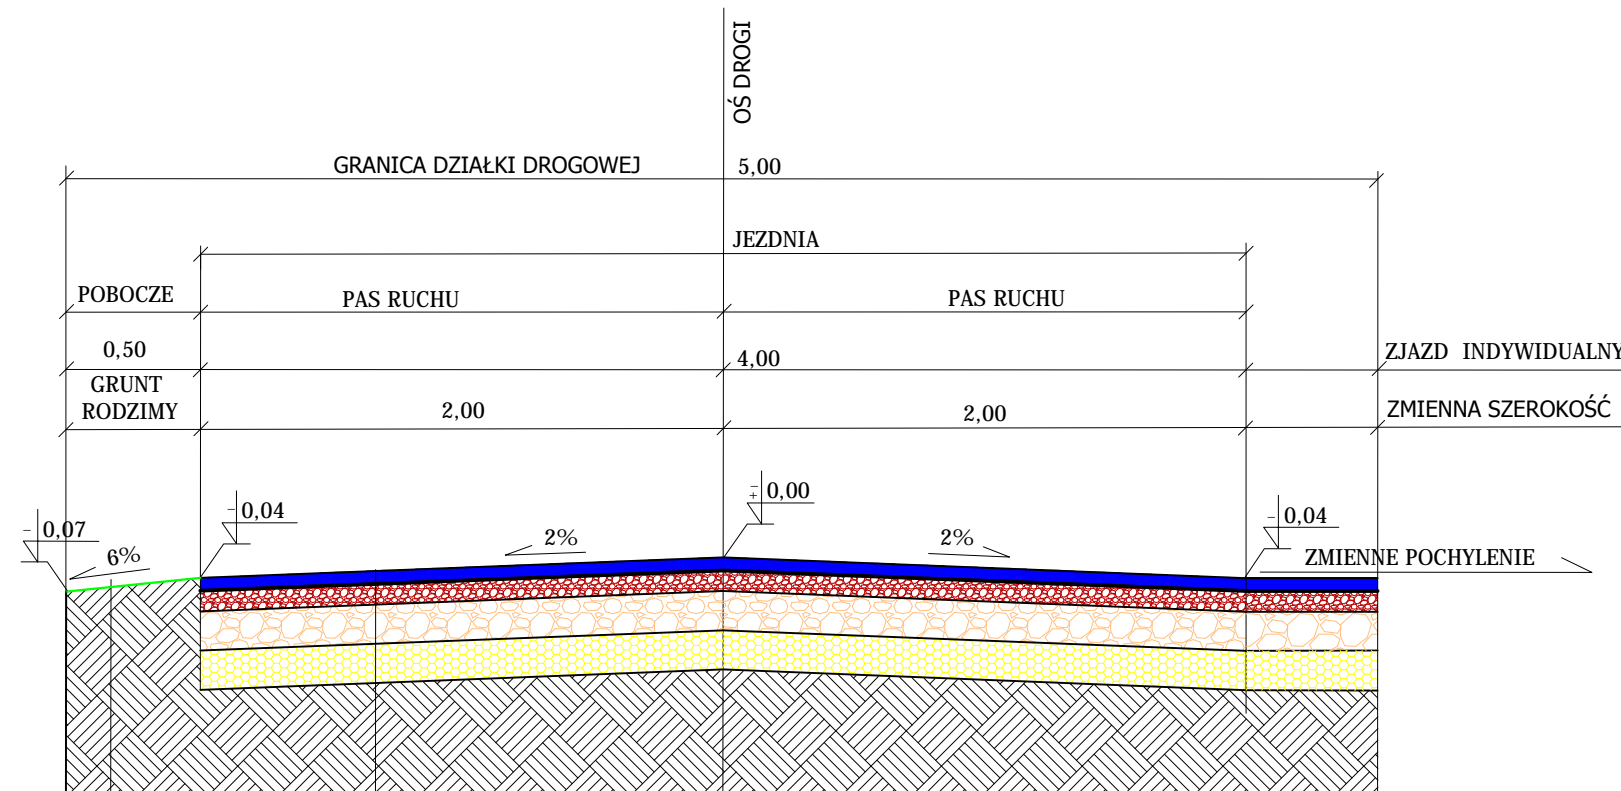 OŚ DROGI
GRANICA DZIAŁKI DROGOWEJ
5,00
JEZDNIA
POBOCZE
PAS RUCHU
PAS RUCHU
0,50
4,00
ZJAZD INDYWIDUALNY
GRUNT
RODZIMY
2,00
2,00
ZMIENNA SZEROKOŚĆ
- 0,07
- 0,04
± 0,00
- 0,04
6%
2%
2%
ZMIENNE POCHYLENIE